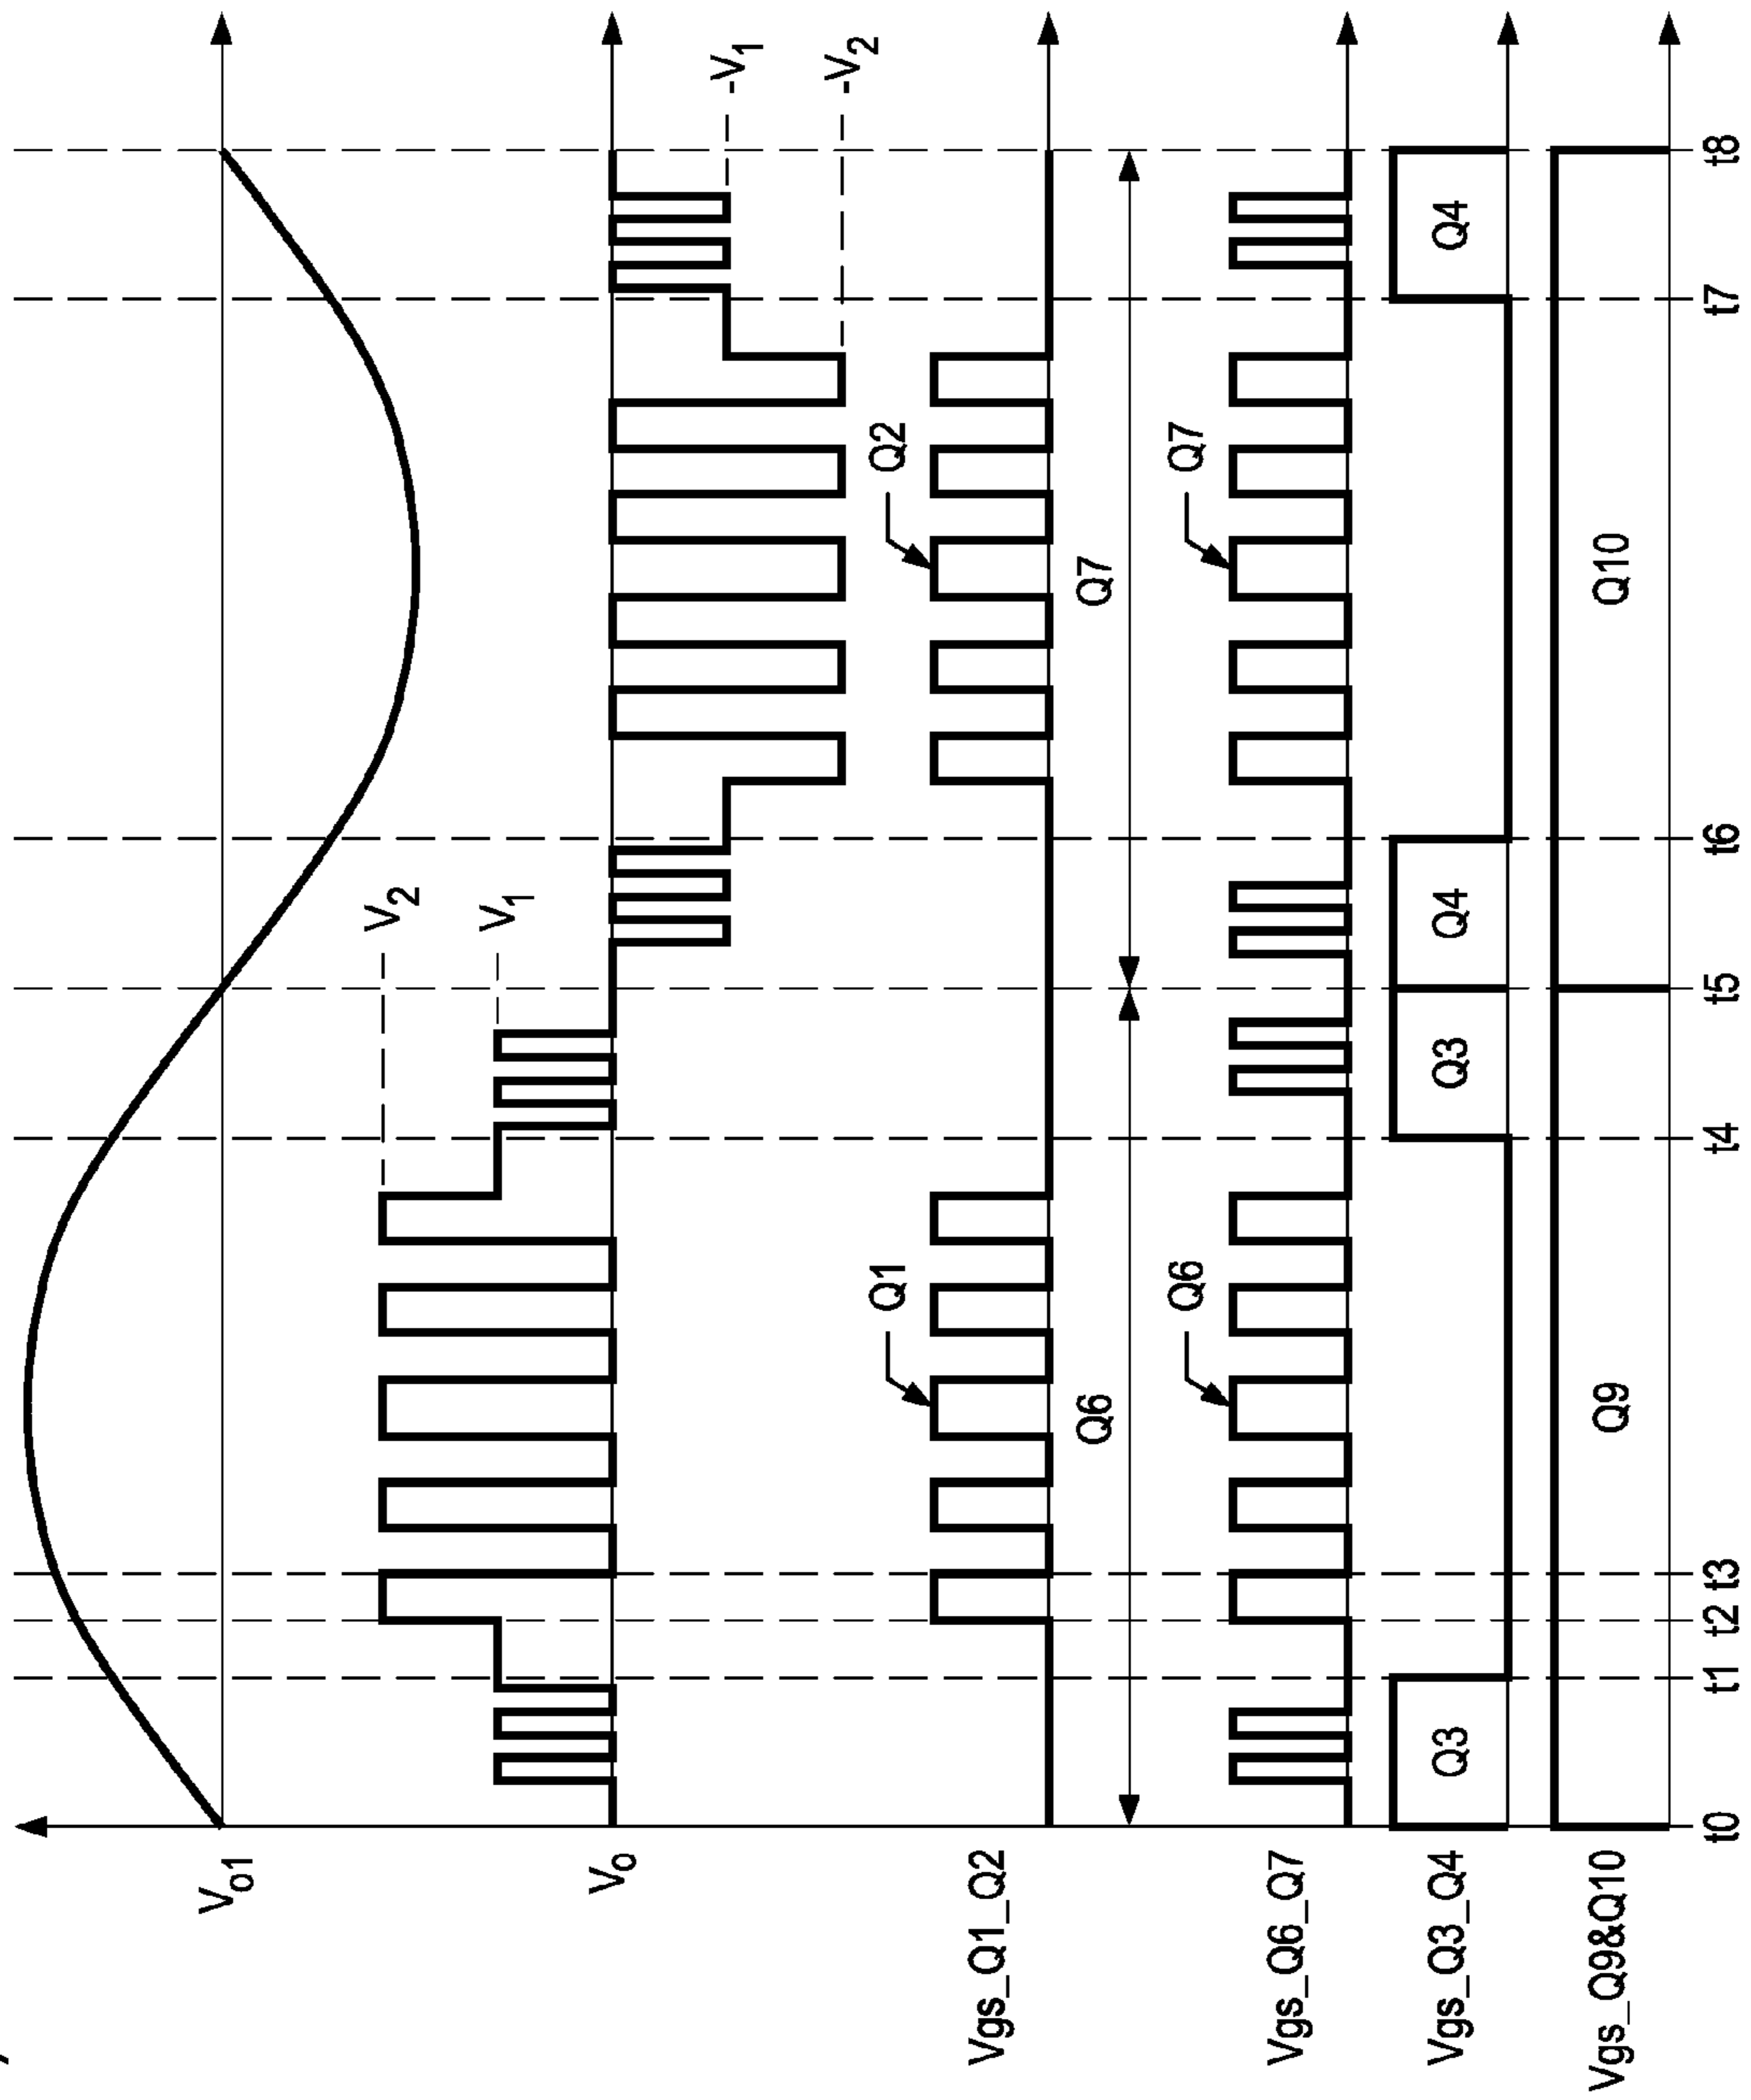 V₀₁
V₂
V₁
-V₁
-V₂
Vₒ
Q1
Q2
Vgs_Q1_Q2
Q6
Q7
Q6
Q7
Vgs_Q6_Q7
Q3
Q3
Q4
Q4
Vgs_Q3_Q4
Q9
Q10
Vgs_Q9&Q10
t0
t1
t2
t3
t4
t5
t6
t7
t8